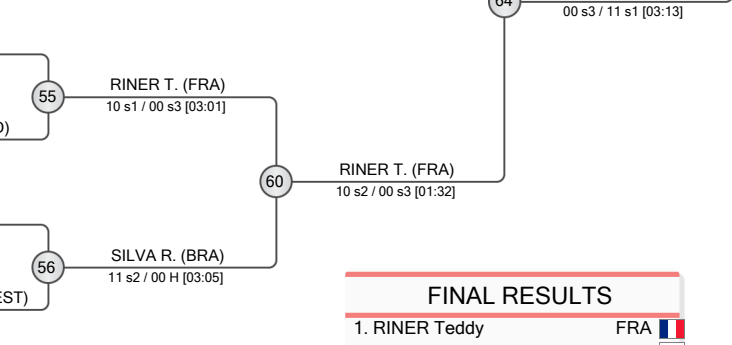 64
00 s3 / 11 s1 [03:13]
RINER T. (FRA)
55
10 s1 / 00 s3 [03:01]
RINER T. (FRA)
60
10 s2 / 00 s3 [01:32]
SILVA R. (BRA)
56
11 s2 / 00 H [03:05]
EST)
FINAL RESULTS
1. RINER Teddy FRA